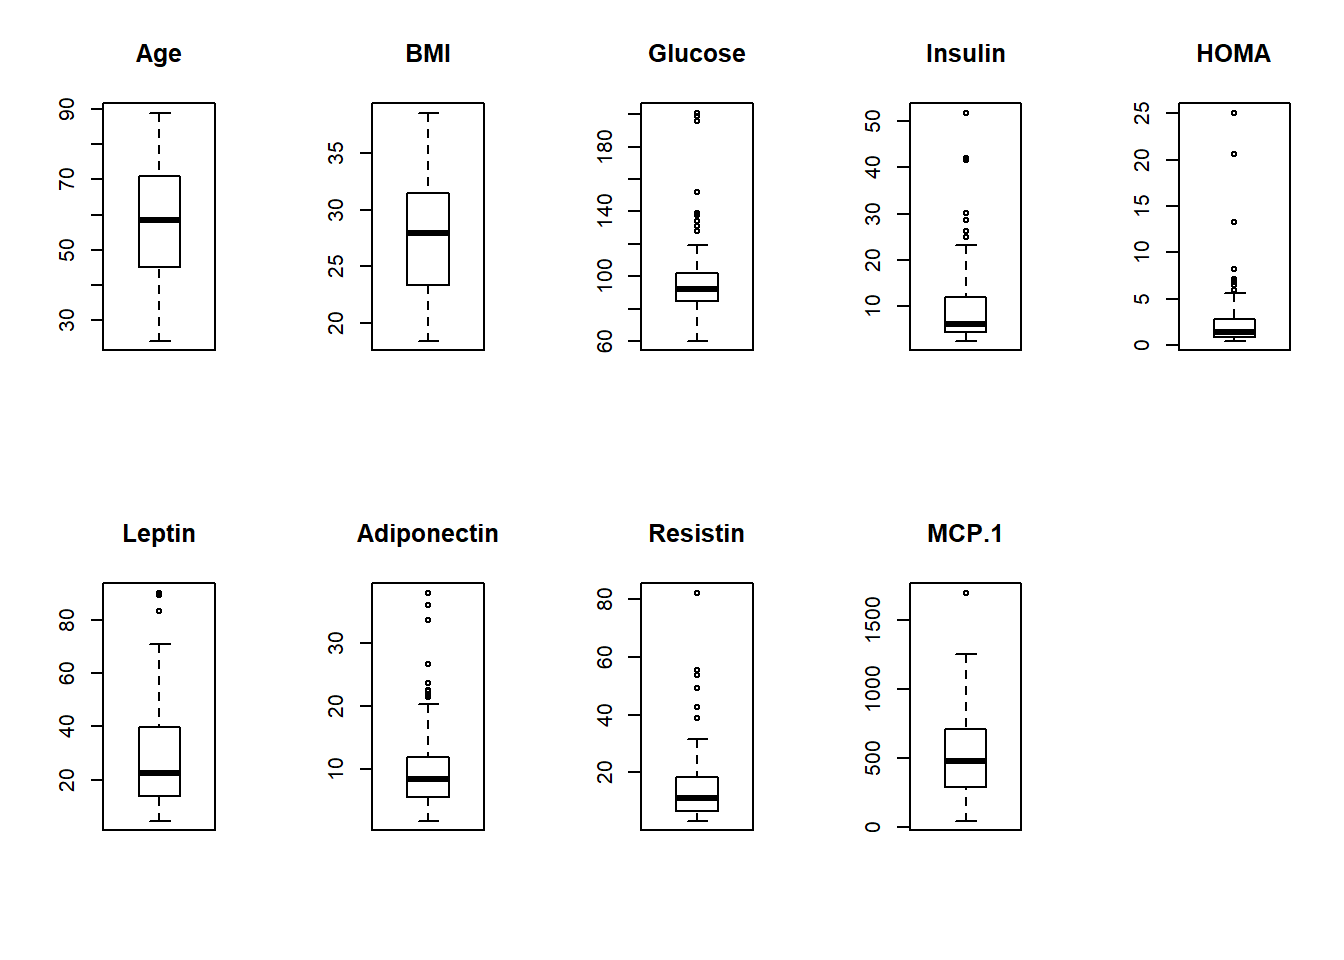 Age BMI Glucose Insulin HOMA
90 70 50 30
35 30 25 20
180 140 100 60
50 40 30 20 10
25 20 15 10 5 0
Leptin Adiponectin Resistin MCP.1
80 60 40 20
30 20 10
80 60 40 20
1500 1000 500 0